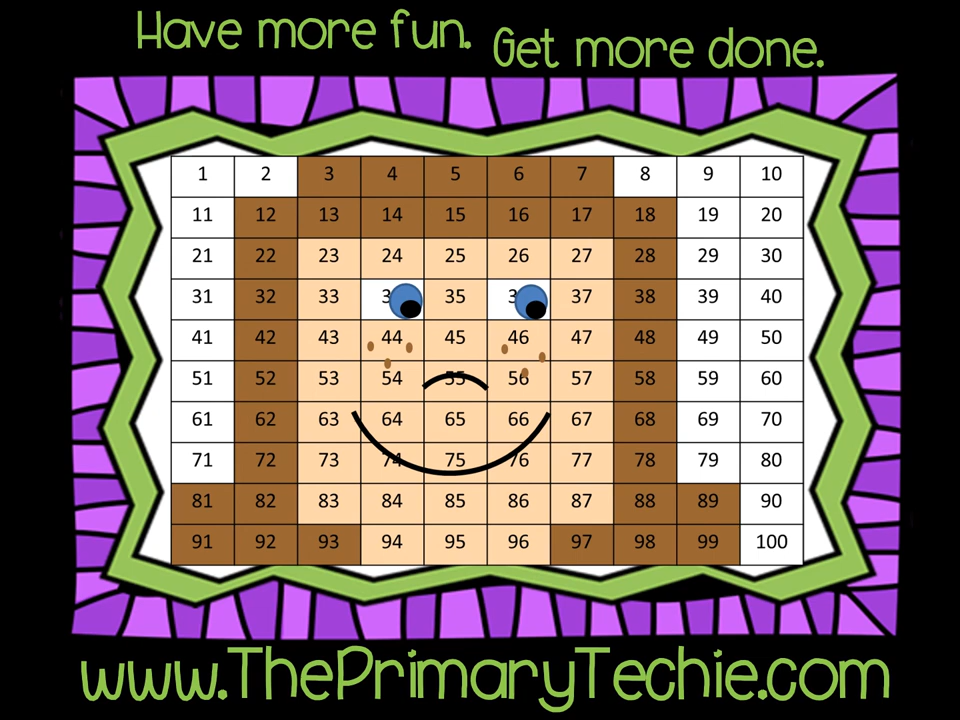 Have more fun. Get more done.
1 2 3 4 5 6 7 8 9 10
11 12 13 14 15 16 17 18 19 20
21 22 23 24 25 26 27 28 29 30
31 32 33 3 35 3 37 38 39 40
41 42 43 44 45 46 47 48 49 50
51 52 53 54 55 56 57 58 59 60
61 62 63 64 65 66 67 68 69 70
71 72 73 74 75 76 77 78 79 80
81 82 83 84 85 86 87 88 89 90
91 92 93 94 95 96 97 98 99 100
www.ThePrimaryTechie.com